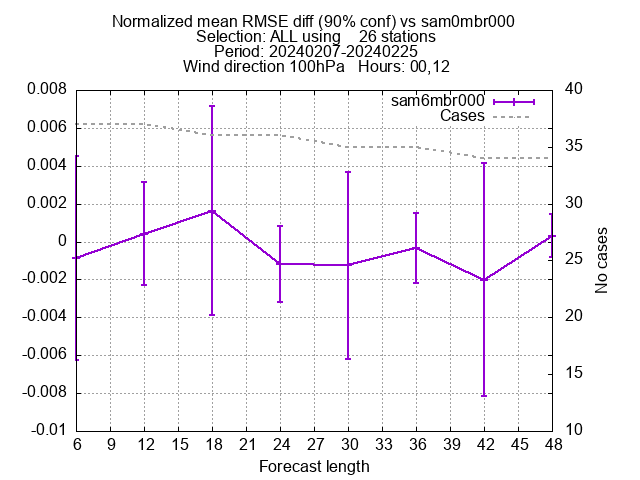 Normalized mean RMSE diff (90% conf) vs sam0mbr000
Selection: ALL using    26 stations
Period: 20240207-20240225
Wind direction 100hPa   Hours: 00,12
sam6mbr000
Cases
0.008
0.006
0.004
0.002
0
-0.002
-0.004
-0.006
-0.008
-0.01
40
35
30
25
20
15
10
No cases
6 9 12 15 18 21 24 27 30 33 36 39 42 45 48
Forecast length